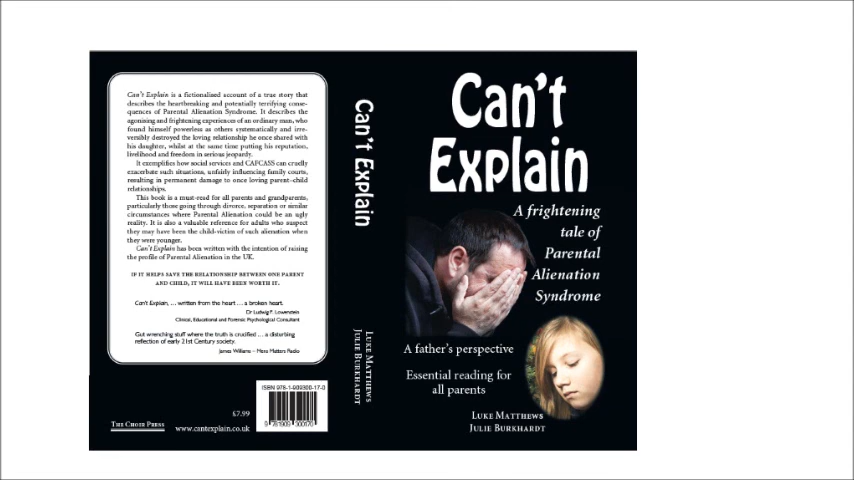 Can't Explain is a fictionalised account of a true story that
describes the heartbreaking and potentially terrifying conse-
quences of Parental Alienation Syndrome. It describes the
agonising and frightening experiences of an ordinary man, who
found himself powerless as others systematically and irre-
versibly destroyed the loving relationship he once shared with
his daughter, whilst at the same time putting his reputation,
livelihood and freedom in serious jeopardy.
It exemplifies how social services and CAFCASS can cruelly
exacerbate such situations, unfairly influencing family courts,
resulting in permanent damage to once loving parent–child
relationships.
This book is a must-read for all parents and grandparents,
particularly those going through divorce, separation or similar
circumstances where Parental Alienation could be an ugly
reality. It is also a valuable reference for adults who suspect
they may have been the child-victim of such alienation when
they were younger.
Can't Explain has been written with the intention of raising
the profile of Parental Alienation in the UK.
IF IT HELPS SAVE THE RELATIONSHIP BETWEEN ONE PARENT
AND CHILD, IT WILL HAVE BEEN WORTH IT.
Can't Explain, ... written from the heart ... a broken heart.
Dr Ludwig F. Lowenstein
Clinical, Educational and Forensic Psychological Consultant
Gut wrenching stuff where the truth is crucified ... a disturbing
reflection of early 21st Century society.
James Williams – Mens Matters Radio
THE CHOIR PRESS
£7.99
www.cantexplain.co.uk
ISBN 978-1-909300-17-0
9 781909 300170
Can't Explain
LUKE MATTHEWS
JULIE BURKHARDT
Can't
Explain
A frightening
tale of
Parental
Alienation
Syndrome
A father's perspective
Essential reading for
all parents
LUKE MATTHEWS
JULIE BURKHARDT